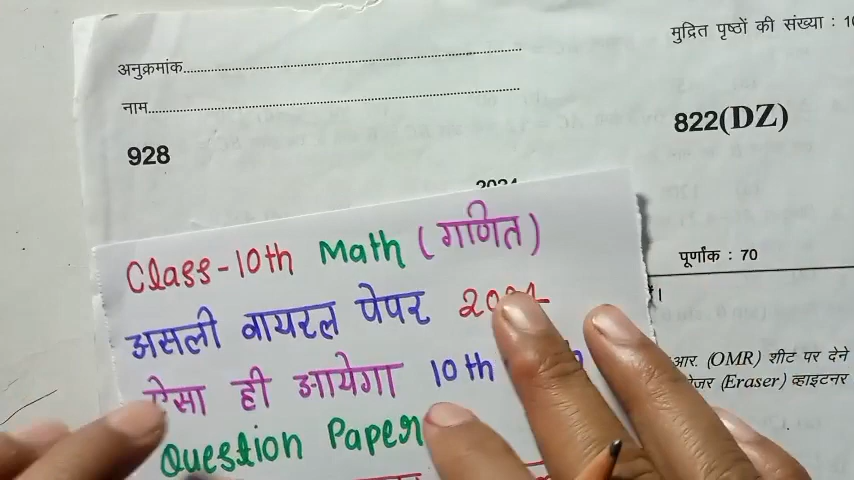 मुद्रित पृष्ठों की संख्या :
अनुक्रमांक
नाम
928
822(DZ)
2024
Class-10th Math (गणित)
पूर्णांक : 70
असली वायरल पेपर
ऐसा ही आयेगा 10th
आर. (OMR) शीट पर देने
(Eraser) व्हाइटनर
Question Paper